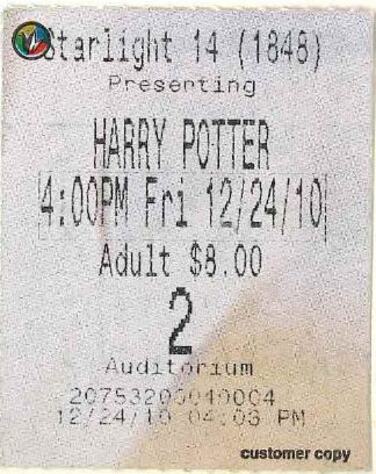 Starlight 14 (1848)
Presenting
HARRY POTTER
4:00PM Fri 12/24/10
Adult $8.00
2
Auditorium
20753200040004
12/24/10 04:03 PM
customer copy